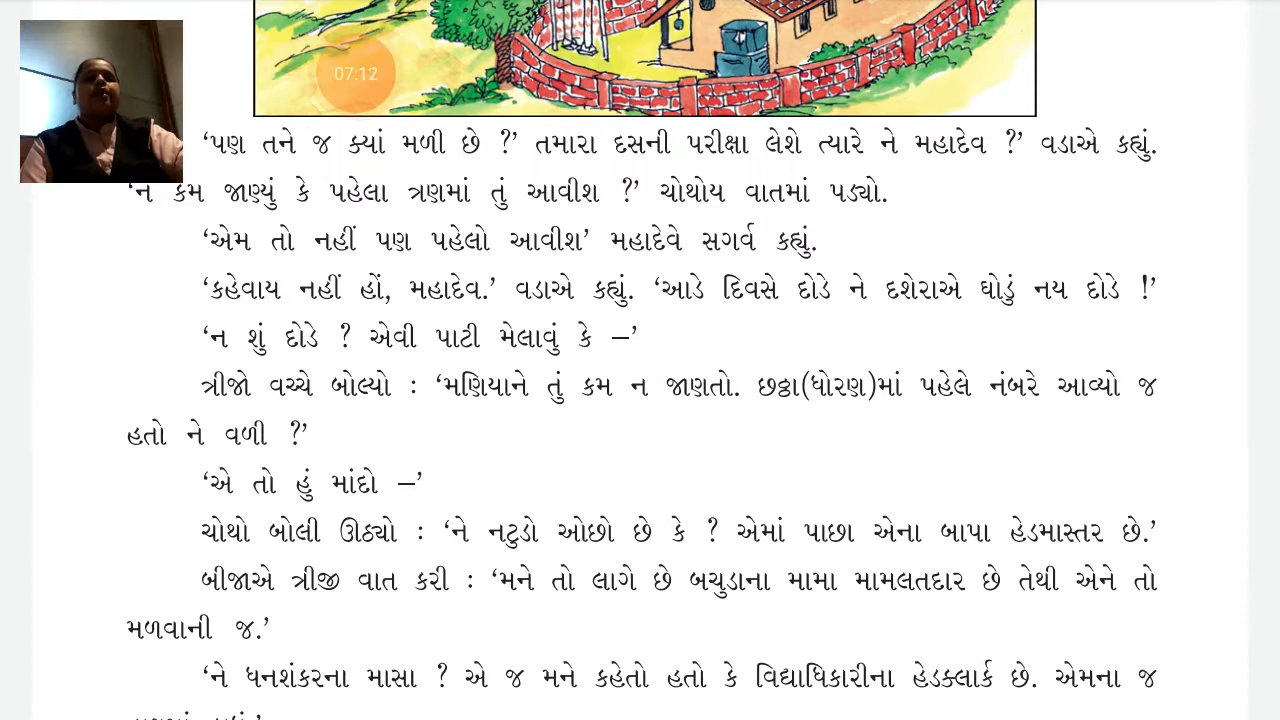 07:12
‘પણ તને જ ક્યાં મળી છે ?’ તમારા દસની પરીક્ષા લેશે ત્યારે ને મહાદેવ ?’ વડાએ કહ્યું.
‘ન કમ જાણ્યું કે પહેલા ત્રણમાં તું આવીશ ?’ ચોથોય વાતમાં પડ્યો.
‘એમ તો નહીં પણ પહેલો આવીશ’ મહાદેવે સગર્વ કહ્યું.
‘કહેવાય નહીં હોં, મહાદેવ.’ વડાએ કહ્યું. ‘આડે દિવસે દોડે ને દશેરાએ ઘોડું નય દોડે !’
‘ન શું દોડે ? એવી પાટી મેલાવું કે –’
ત્રીજો વચ્ચે બોલ્યો : ‘મણિયાને તું કમ ન જાણતો. છઠ્ઠા(ધોરણ)માં પહેલે નંબરે આવ્યો જ
હતો ને વળી ?’
‘એ તો હું માંદો –’
ચોથો બોલી ઊઠ્યો : ‘ને નટુડો ઓછો છે કે ? એમાં પાછા એના બાપા હેડમાસ્તર છે.’
બીજાએ ત્રીજી વાત કરી : ‘મને તો લાગે છે બચુડાના મામા મામલતદાર છે તેથી એને તો
મળવાની જ.’
‘ને ધનશંકરના માસા ? એ જ મને કહેતો હતો કે વિદ્યાધિકારીના હેડક્લાર્ક છે. એમના જ